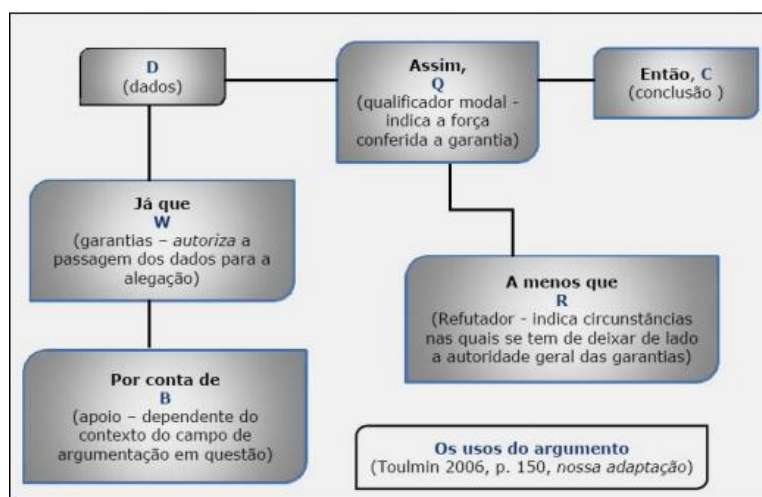 D
(dados)
Assim,
Q
(qualificador modal -
indica a força
conferida a garantia)
Então, C
(conclusão )
Já que
W
(garantias – autoriza a
passagem dos dados para a
alegação)
A menos que
R
(Refutador - indica circunstâncias
nas quais se tem de deixar de lado
a autoridade geral das garantias)
Por conta de
B
(apoio – dependente do
contexto do campo de
argumentação em questão)
Os usos do argumento
(Toulmin 2006, p. 150, nossa adaptação)